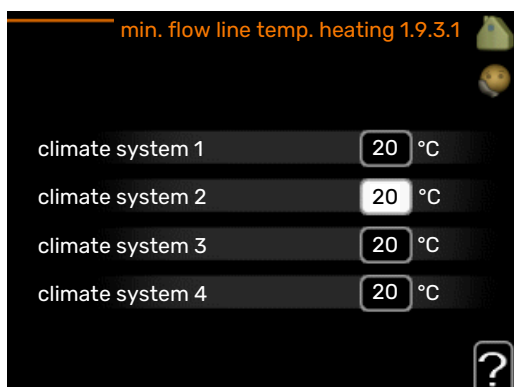 min. flow line temp. heating 1.9.3.1
climate system 1 20 °C
climate system 2 20 °C
climate system 3 20 °C
climate system 4 20 °C
?